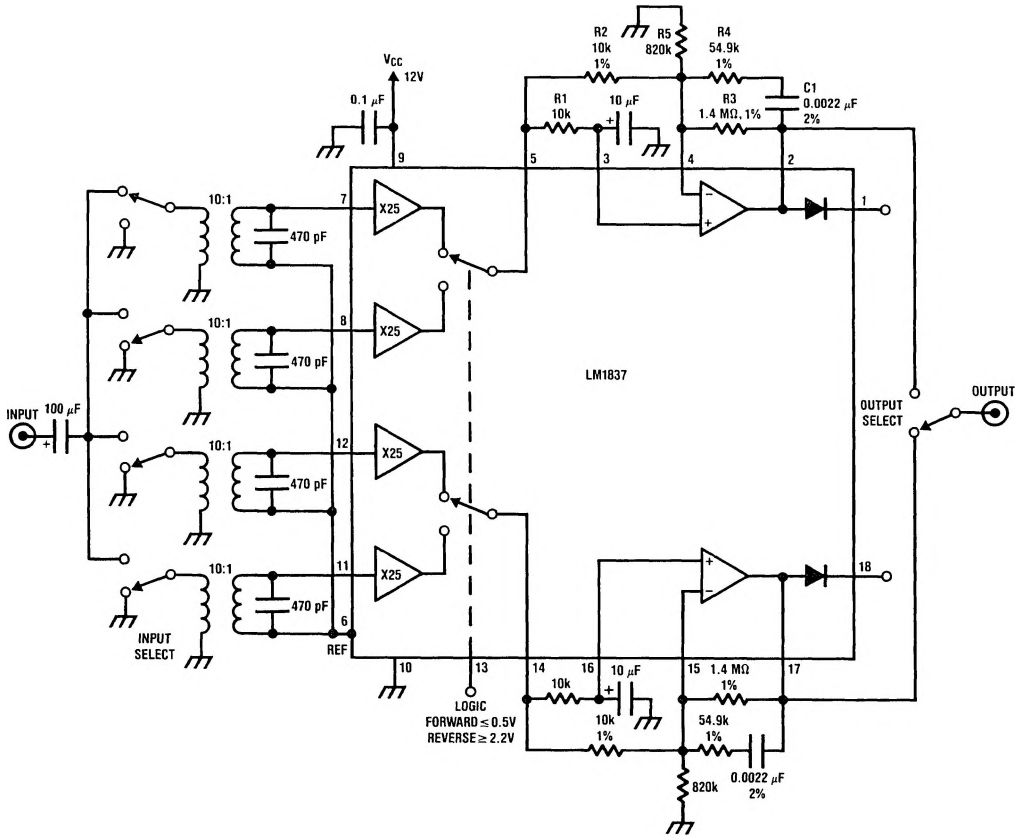 R2
10k
1%
R5
820k
R4
54.9k
1%
C1
0.0022 μF
2%
R3
1.4 MΩ, 1%
R1
10k
10 μF
+
VCC
12V
0.1 μF
9
5
3
4
2
10:1
7
470 pF
X25
−
+
1
10:1
8
470 pF
X25
LM1837
INPUT
100 μF
+
10:1
12
470 pF
X25
OUTPUT
SELECT
OUTPUT
10:1
11
470 pF
X25
+
−
18
INPUT
SELECT
6
REF
10
13
14
16
15
17
LOGIC
FORWARD ≤ 0.5V
REVERSE ≥ 2.2V
10k
10 μF
+
1.4 MΩ
1%
10k
1%
54.9k
1%
0.0022 μF
2%
820k